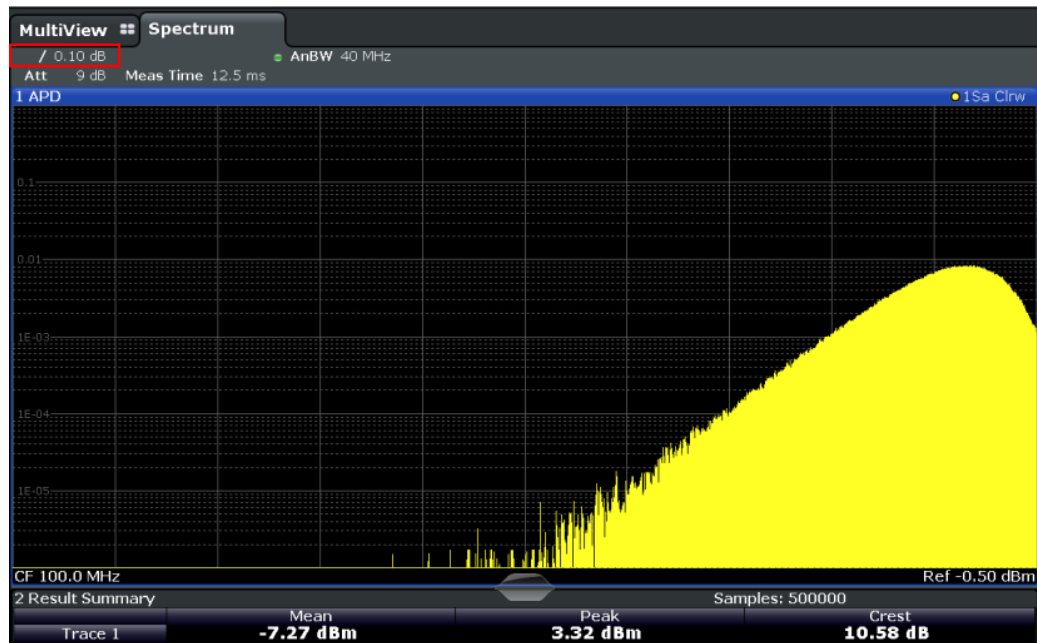 MultiView Spectrum
/ 0.10 dB AnBW 40 MHz
Att 9 dB Meas Time 12.5 ms
1 APD 1Sa Clrw
0.1
0.01
1E-03
1E-04
1E-05
CF 100.0 MHz Ref -0.50 dBm
2 Result Summary Samples: 500000
Mean Peak Crest
Trace 1 -7.27 dBm 3.32 dBm 10.58 dB